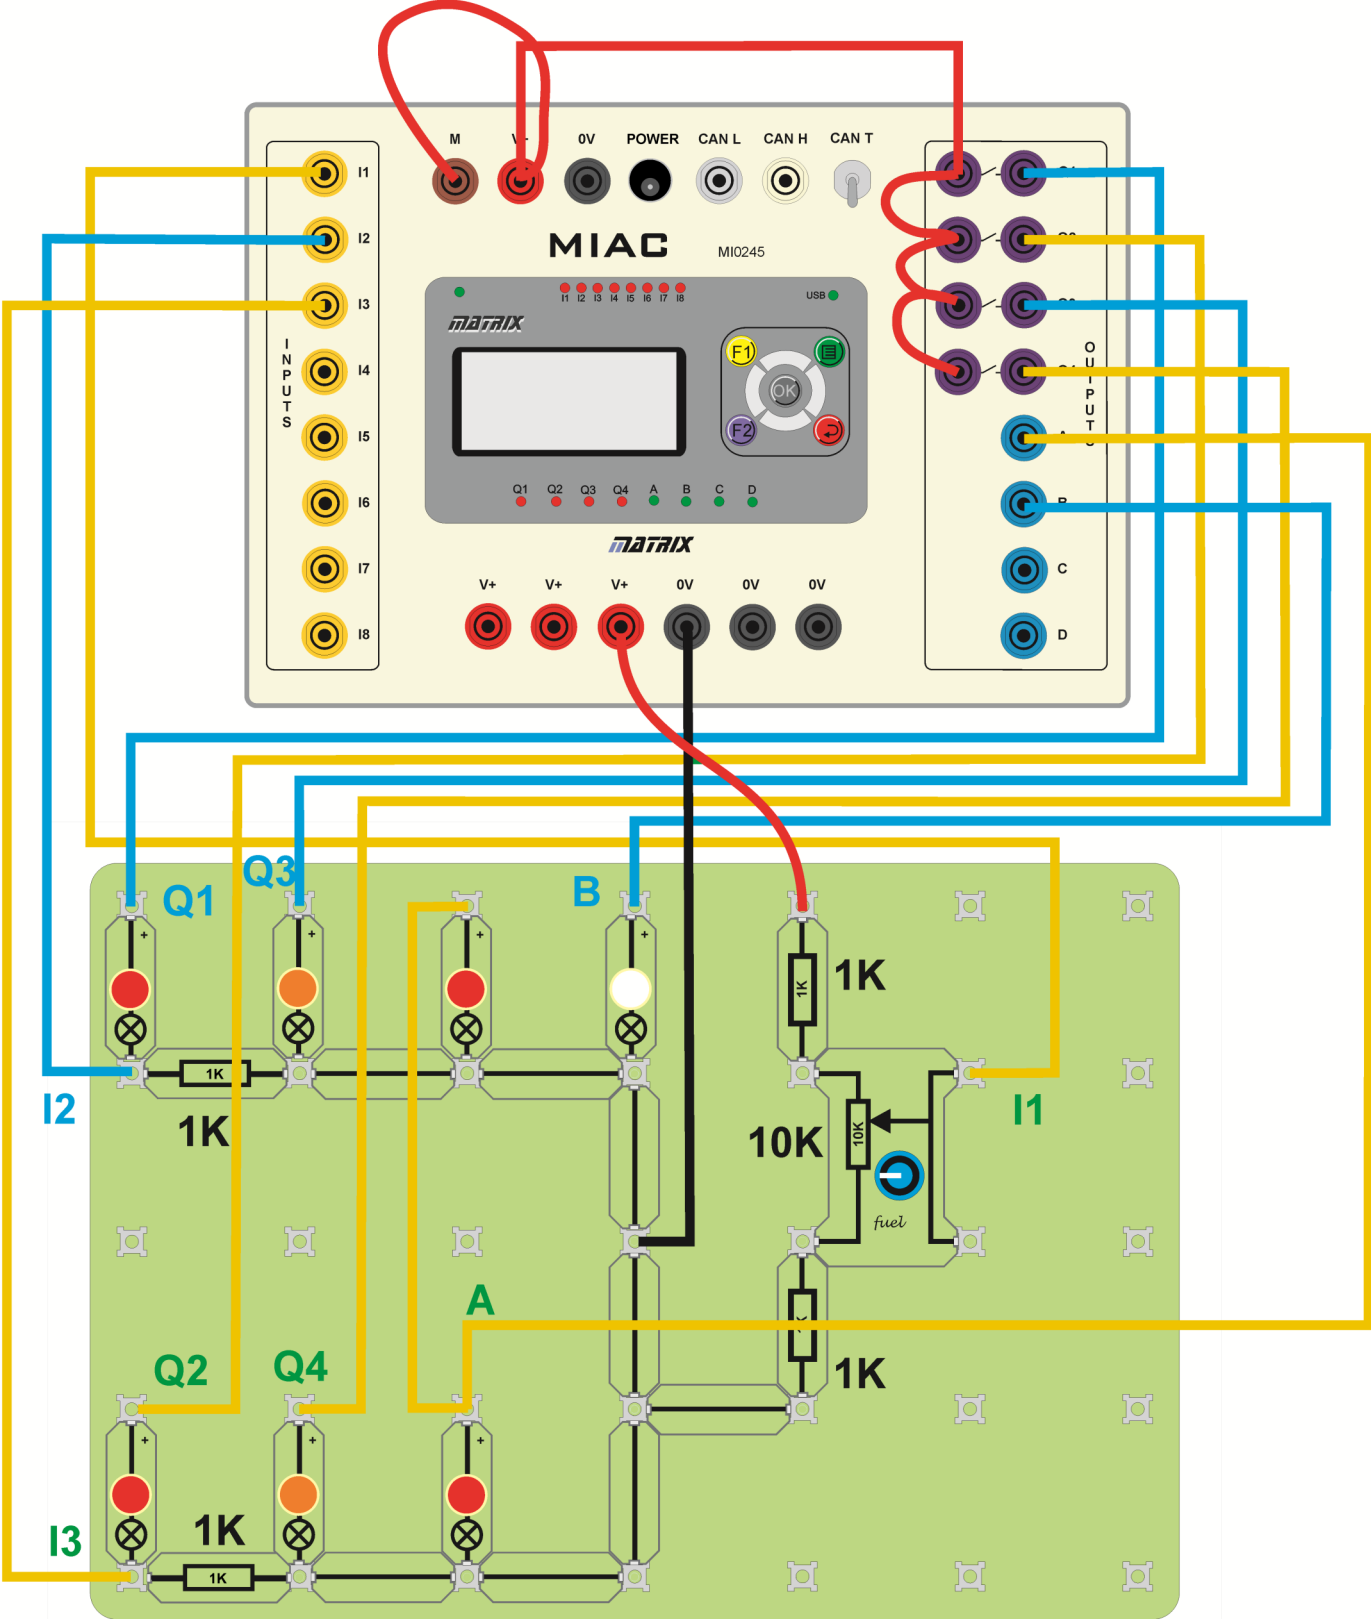 M
0V
POWER
CAN L
CAN H
CAN T
I1
I2
I3
I4
I5
I6
I7
I8
INPUTS
MIAC
MI0245
I1 I2 I3 I4 I5 I6 I7 I8
USB
MATRIX
F1
OK
F2
Q1 Q2 Q3 Q4 A B C D
MATRIX
V+ V+ V+ 0V 0V 0V
C
D
Q1
Q3
B
+ + +
1K
1K
1K
1K
I2
I1
10K
10K
fuel
A
Q2
Q4
1K
+ + +
I3
1K
1K